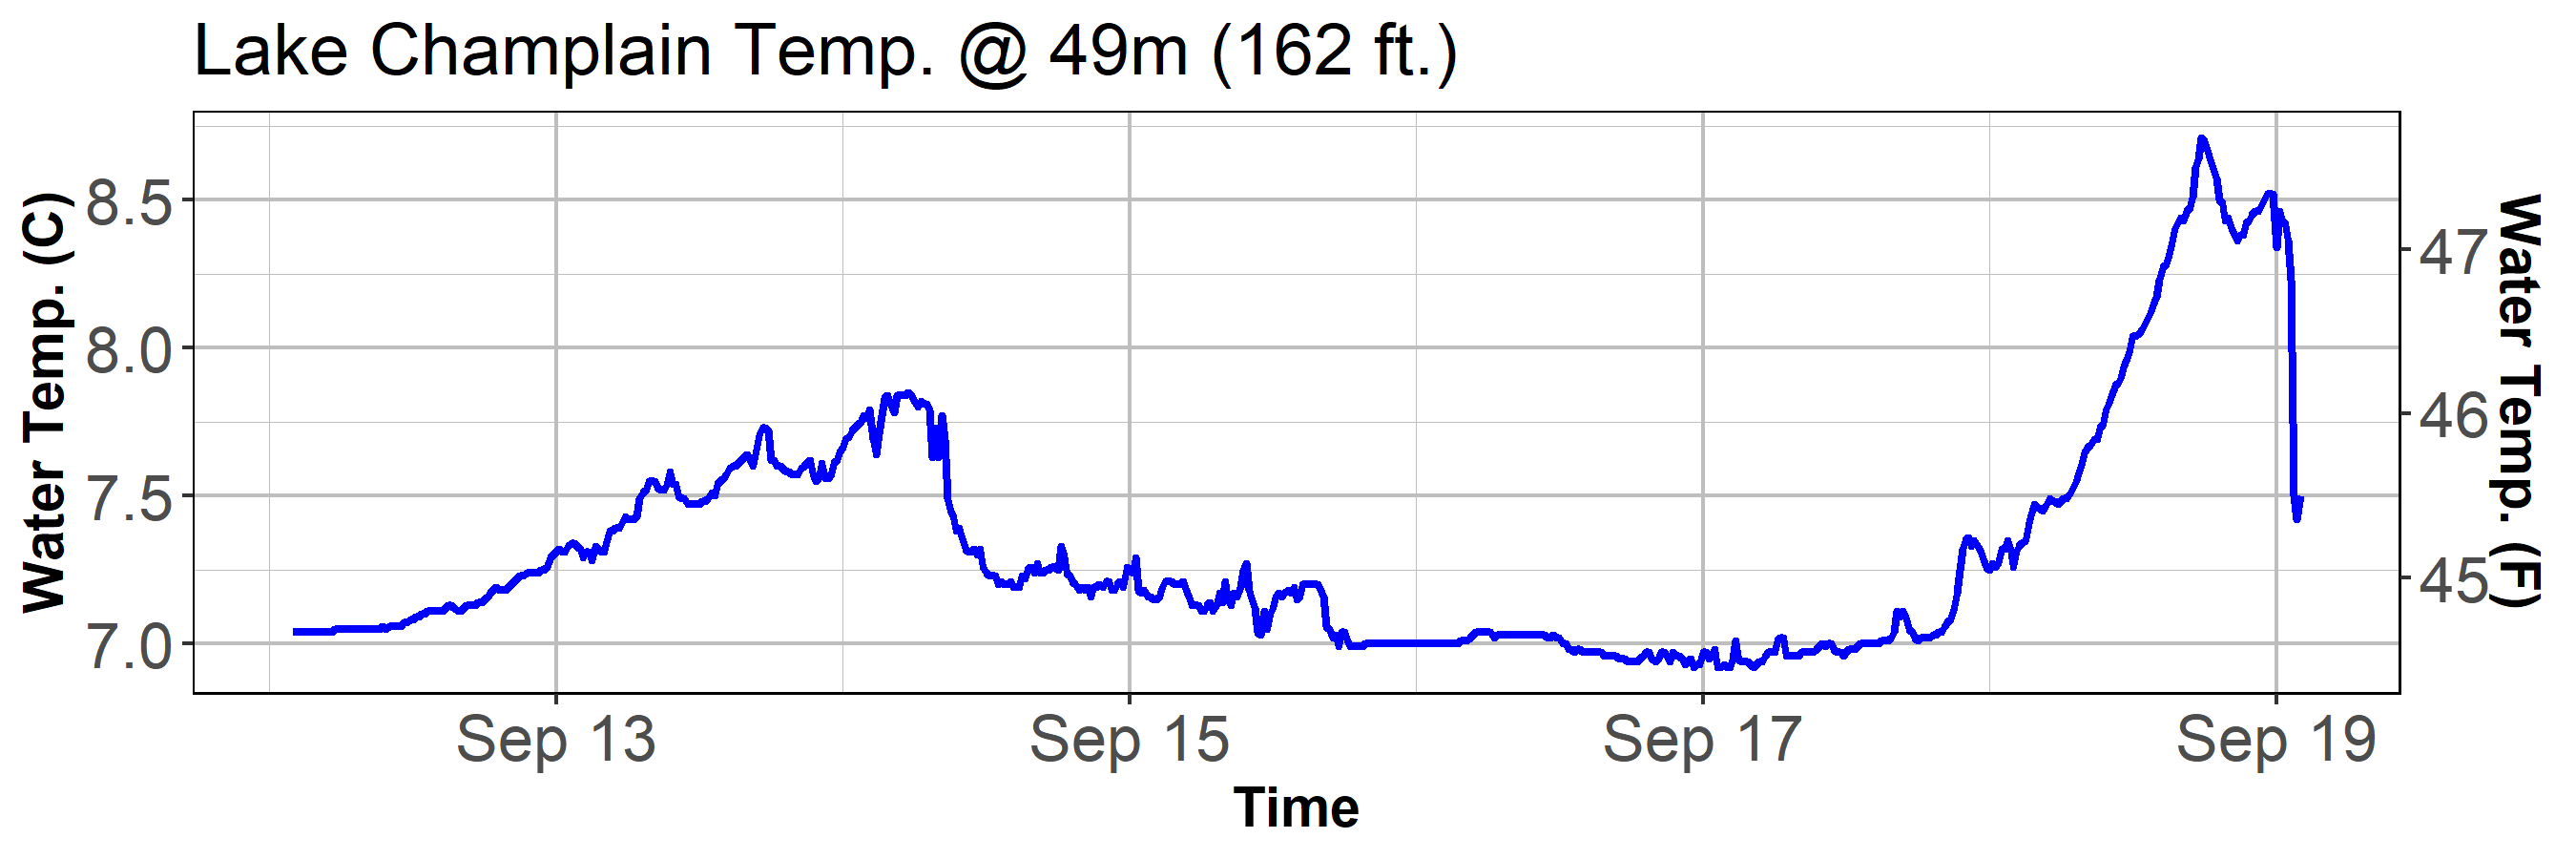 Lake Champlain Temp. @ 49m (162 ft.)
Water Temp. (C)
8.5
8.0
7.5
7.0
47
46
45
Water Temp. (F)
Sep 13
Sep 15
Sep 17
Sep 19
Time